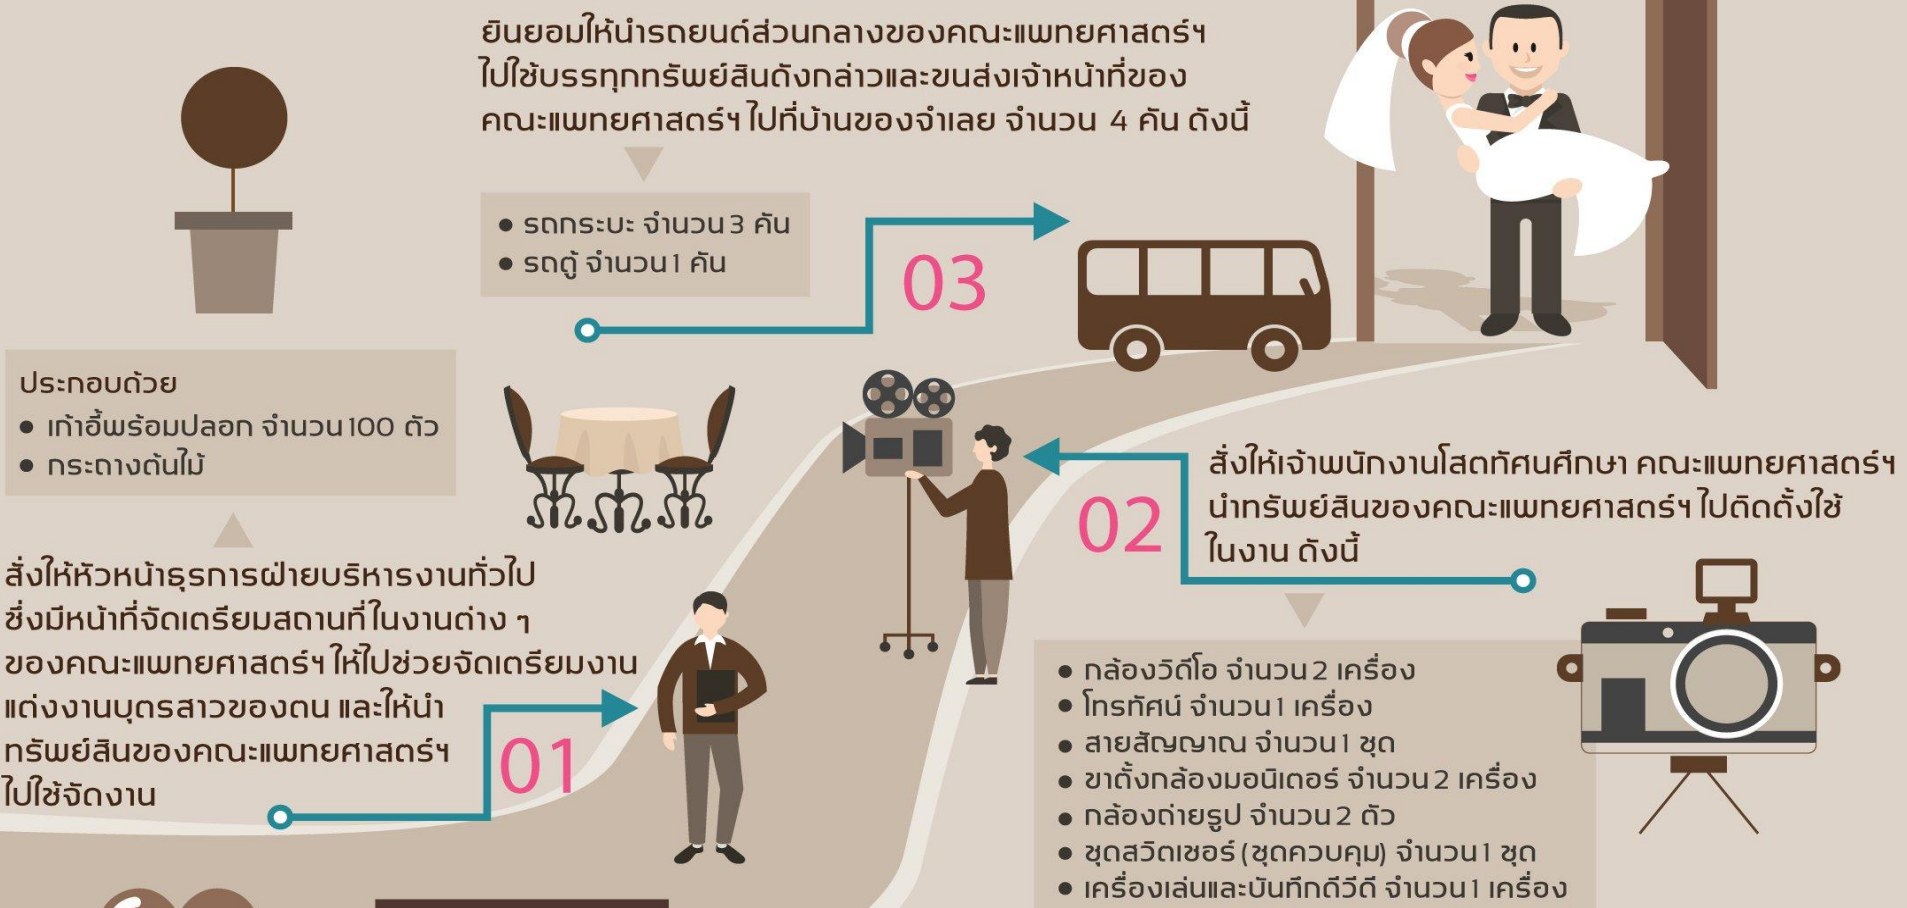 ยินยอมให้นำรถยนต์ส่วนกลางของคณะแพทยศาสตร์ฯ
ไปใช้บรรทุกทรัพย์สินดังกล่าวและขนส่งเจ้าหน้าที่ของ
คณะแพทยศาสตร์ฯ ไปที่บ้านของจำเลย จำนวน 4 คัน ดังนี้
● รถกระบะ จำนวน 3 คัน
● รถตู้ จำนวน 1 คัน
03
ประกอบด้วย
● เก้าอี้พร้อมปลอก จำนวน 100 ตัว
● กระถางต้นไม้
สั่งให้หัวหน้าธุรการฝ่ายบริหารงานทั่วไป
ซึ่งมีหน้าที่จัดเตรียมสถานที่ในงานต่าง ๆ
ของคณะแพทยศาสตร์ฯ ให้ไปช่วยจัดเตรียมงาน
แต่งงานบุตรสาวของตน และให้นำ
ทรัพย์สินของคณะแพทยศาสตร์ฯ
ไปใช้จัดงาน
01
02
สั่งให้เจ้าพนักงานโสตทัศนศึกษา คณะแพทยศาสตร์ฯ
นำทรัพย์สินของคณะแพทยศาสตร์ฯ ไปติดตั้งใช้
ในงาน ดังนี้
● กล้องวิดีโอ จำนวน 2 เครื่อง
● โทรทัศน์ จำนวน 1 เครื่อง
● สายสัญญาณ จำนวน 1 ชุด
● ขาตั้งกล้องมอนิเตอร์ จำนวน 2 เครื่อง
● กล้องถ่ายรูป จำนวน 2 ตัว
● ชุดสวิตเซอร์ (ชุดควบคุม) จำนวน 1 ชุด
● เครื่องเล่นและบันทึกดีวีดี จำนวน 1 เครื่อง